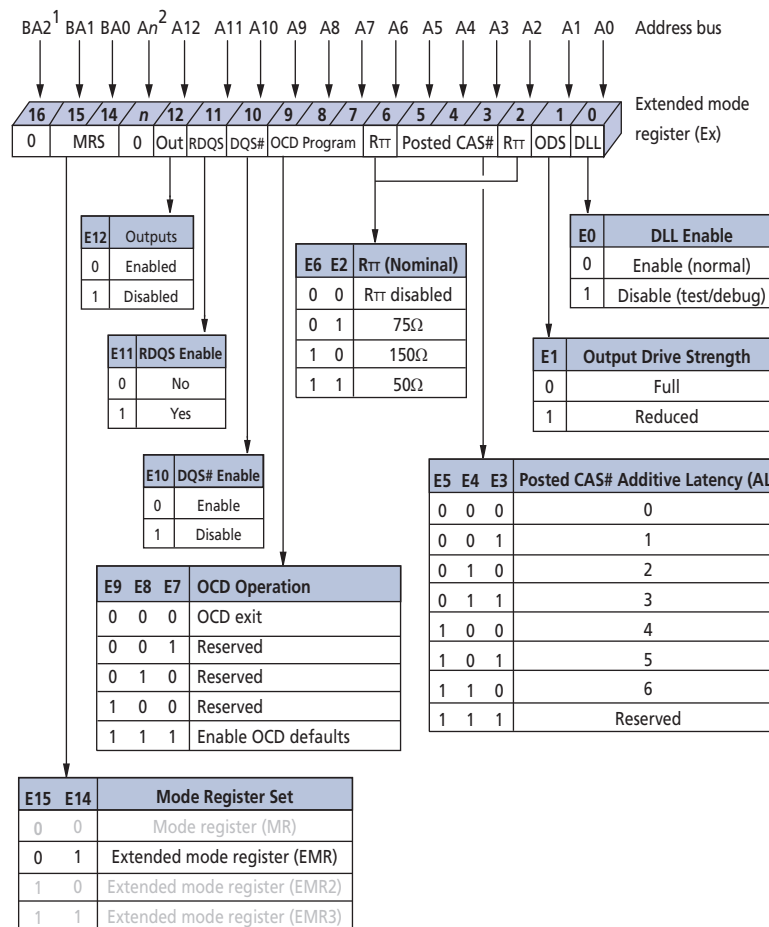 BA2¹ BA1 BA0 An² A12 A11 A10 A9 A8 A7 A6 A5 A4 A3 A2 A1 A0 Address bus
16 15 14 n 12 11 10 9 8 7 6 5 4 3 2 1 0 Extended mode
register (Ex)
0 MRS 0 Out RDQS DQS# OCD Program RTT Posted CAS# RTT ODS DLL
E12 Outputs
0 Enabled
1 Disabled
E11 RDQS Enable
0 No
1 Yes
E10 DQS# Enable
0 Enable
1 Disable
E6 E2 RTT (Nominal)
0 0 RTT disabled
0 1 75Ω
1 0 150Ω
1 1 50Ω
E0 DLL Enable
0 Enable (normal)
1 Disable (test/debug)
E1 Output Drive Strength
0 Full
1 Reduced
E5 E4 E3 Posted CAS# Additive Latency (AL
0 0 0 0
0 0 1 1
0 1 0 2
0 1 1 3
1 0 0 4
1 0 1 5
1 1 0 6
1 1 1 Reserved
E9 E8 E7 OCD Operation
0 0 0 OCD exit
0 0 1 Reserved
0 1 0 Reserved
1 0 0 Reserved
1 1 1 Enable OCD defaults
E15 E14 Mode Register Set
0 0 Mode register (MR)
0 1 Extended mode register (EMR)
1 0 Extended mode register (EMR2)
1 1 Extended mode register (EMR3)